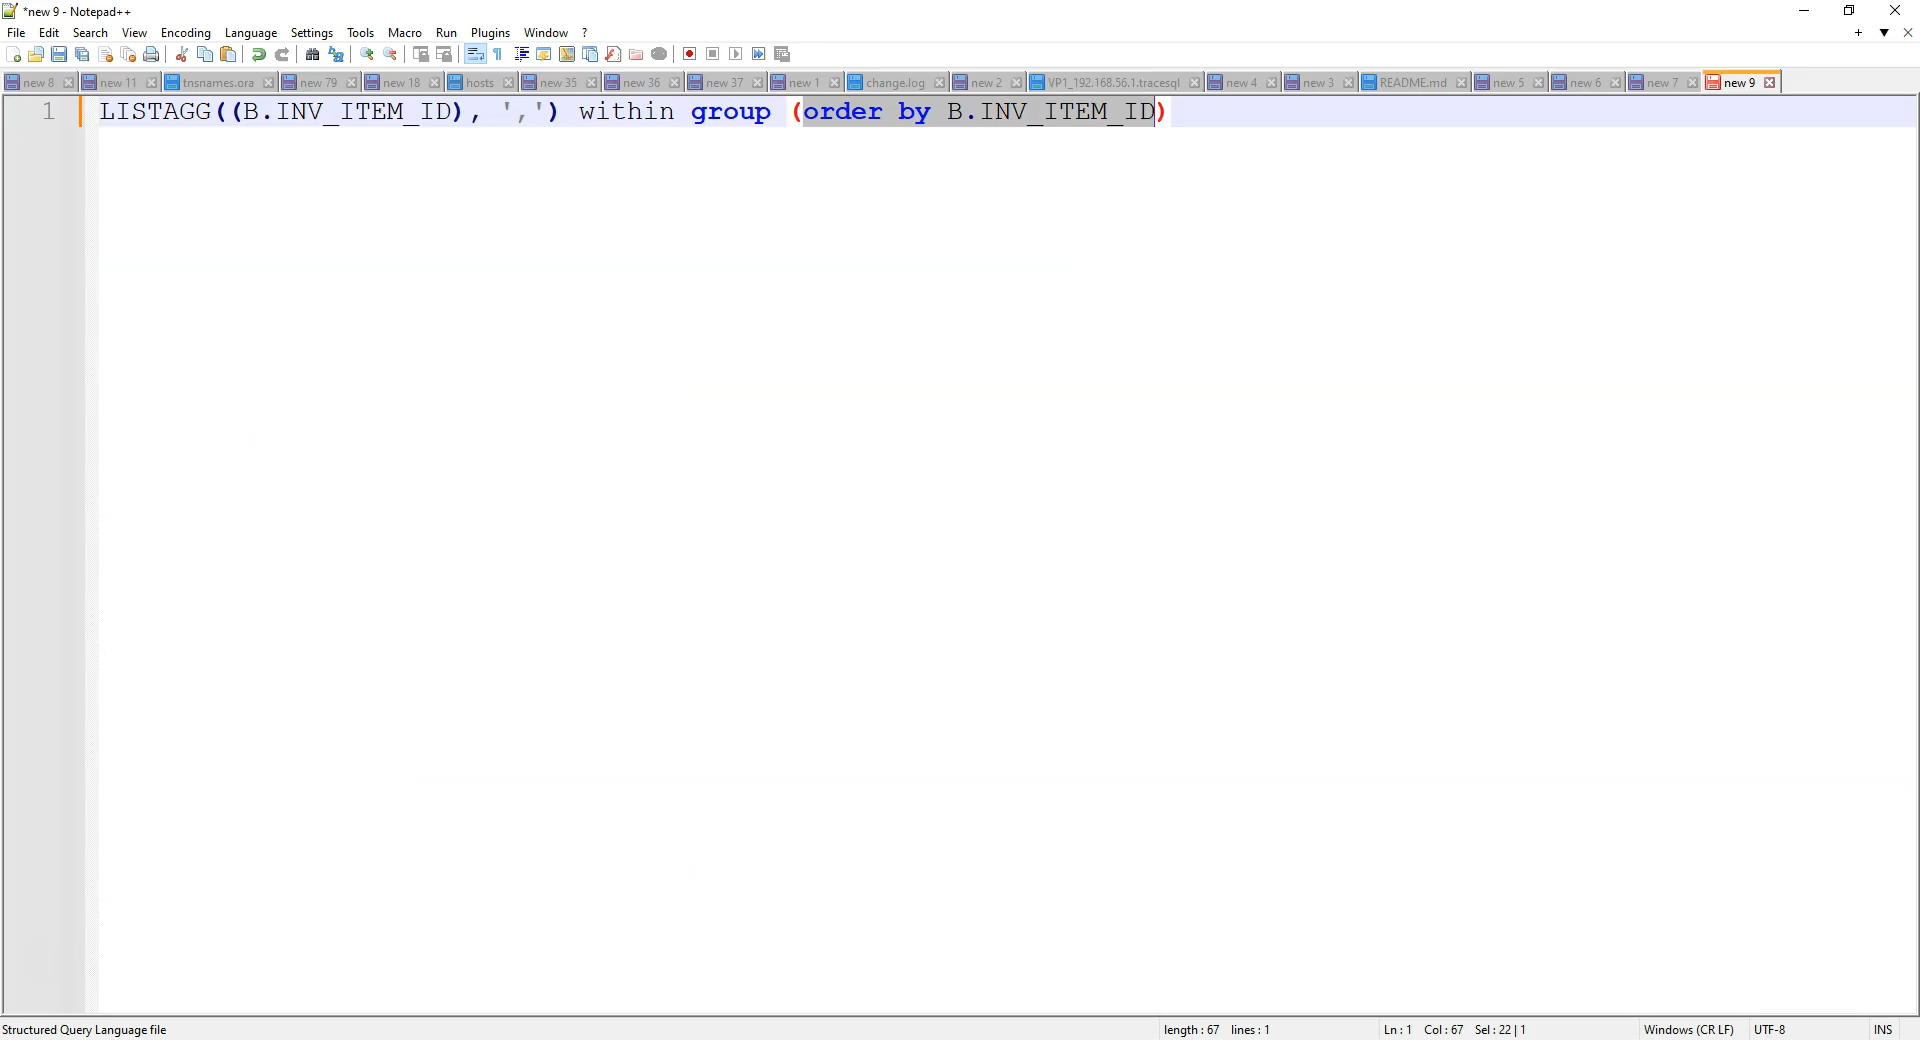 *new 9 - Notepad++
File Edit Search View Encoding Language Settings Tools Macro Run Plugins Window ?
+ ▼ ✕
new 8 new 11 tnsnames.ora new 79 new 18 hosts new 35 new 36 new 37 new 1 change.log new 2 VP1_192.168.56.1.tracesql new 4 new 3 README.md new 5 new 6 new 7 new 9
1 LISTAGG((B.INV_ITEM_ID), ',') within group (order by B.INV_ITEM_ID)
Structured Query Language file length : 67 lines : 1 Ln : 1 Col : 67 Sel : 22 | 1 Windows (CR LF) UTF-8 INS